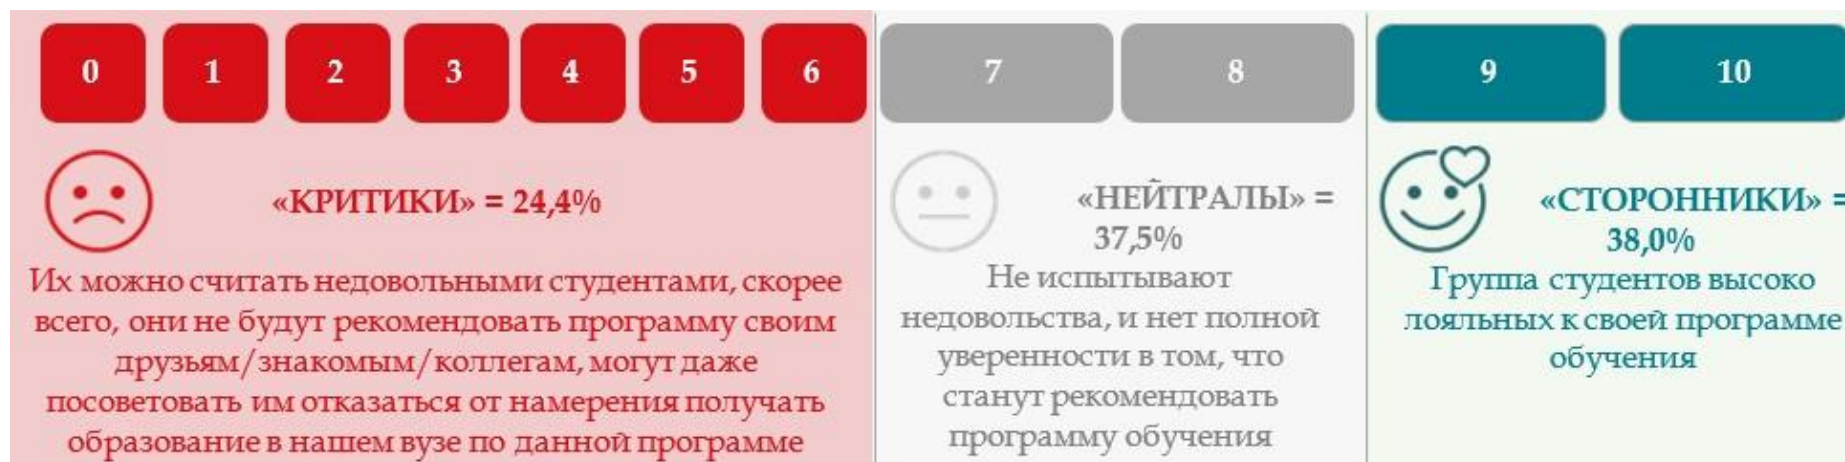 0 1 2 3 4 5 6 7 8 9 10
«КРИТИКИ» = 24,4%
Их можно считать недовольными студентами, скорее
всего, они не будут рекомендовать программу своим
друзьям/знакомым/коллегам, могут даже
посоветовать им отказаться от намерения получать
образование в нашем вузе по данной программе
«НЕЙТРАЛЫ» =
37,5%
Не испытывают
недовольства, и нет полной
уверенности в том, что
станут рекомендовать
программу обучения
«СТОРОННИКИ» =
38,0%
Группа студентов высоко
лояльных к своей программе
обучения